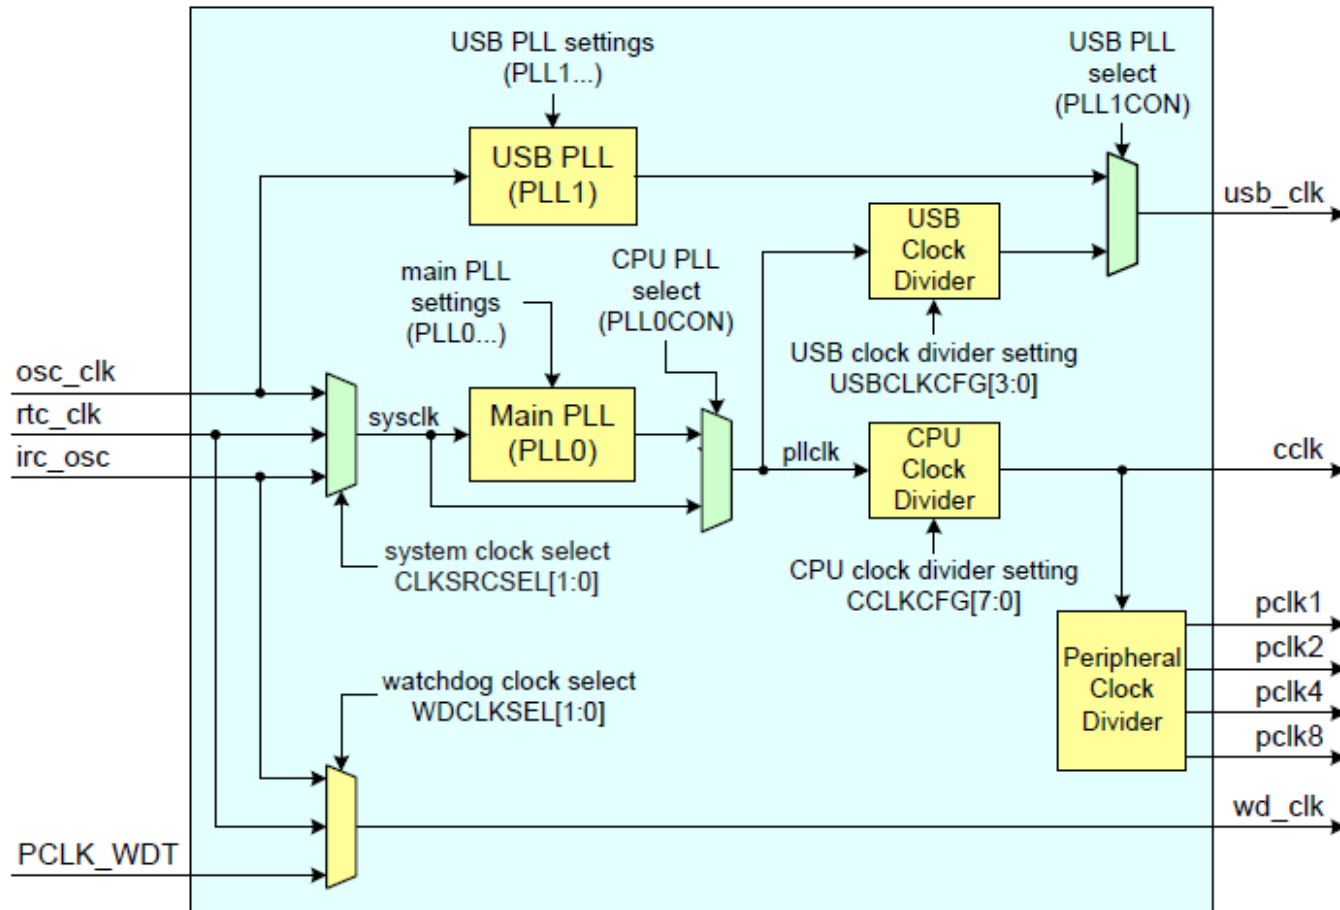 USB PLL settings
(PLL1...)
USB PLL
select
(PLL1CON)
USB PLL
(PLL1)
usb_clk
USB
Clock
Divider
main PLL
settings
(PLL0...)
CPU PLL
select
(PLL0CON)
USB clock divider setting
USBCLKCFG[3:0]
osc_clk
rtc_clk
irc_osc
sysclk
Main PLL
(PLL0)
pllclk
CPU
Clock
Divider
cclk
system clock select
CLKSRCSEL[1:0]
CPU clock divider setting
CCLKCFG[7:0]
Peripheral
Clock
Divider
pclk1
pclk2
pclk4
pclk8
watchdog clock select
WDCLKSEL[1:0]
wd_clk
PCLK_WDT